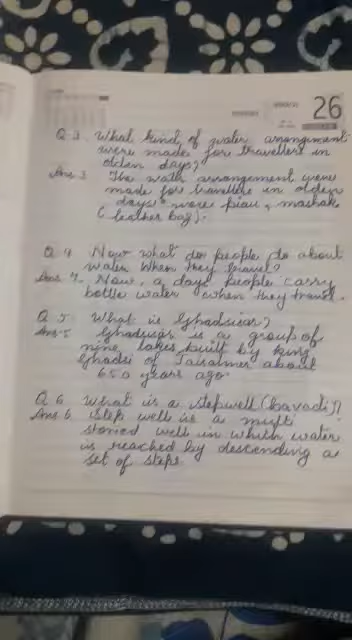 26
Q 3. What kind of water arrangement
were made for travellers in
olden days?
Ans 3 The water arrangement were
made for travellers in olden
days were piau, mashak
(leather bag).
Q 4. Now what do people do about
water when they travel?
Ans 4. Now, a days people carry
bottle water when they travel.
Q 5. What is Ghadsisar?
Ans 5 Ghadsisar is a group of
nine lakes built by king
Ghadsi of Jaisalmer about
650 years ago.
Q 6 What is a stepwell (bavadi)?
Ans 6 Step well is a multi
storied well in which water
is reached by descending a
set of steps.